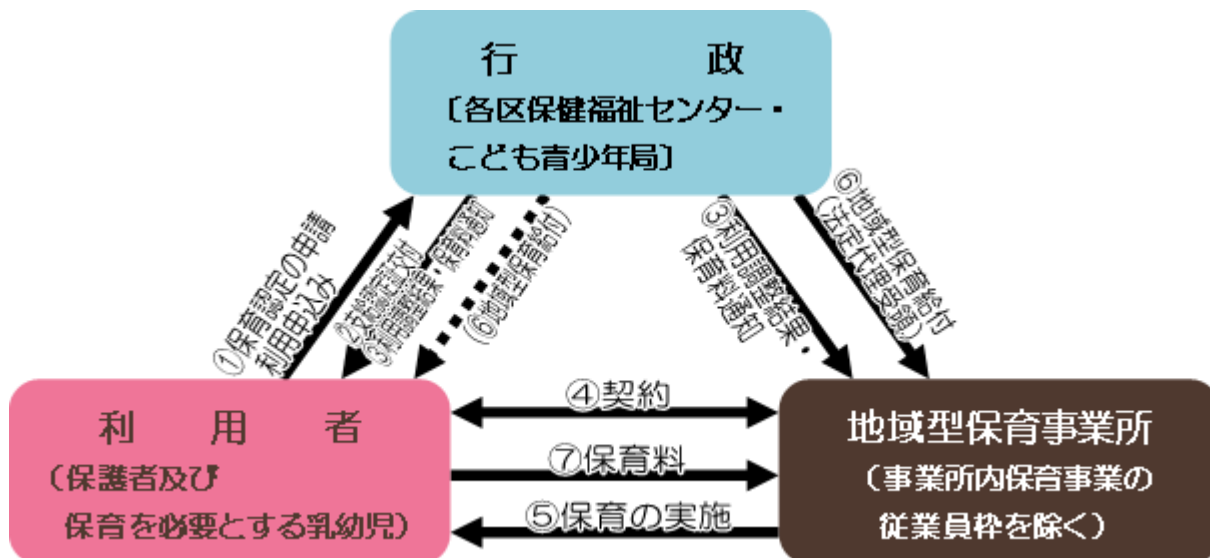 行 政
〔各区保健福祉センター・
こども青少年局〕
①保育認定の申請
利用申込み
②支給認定証交付
③利用調整結果・保育料通知
(⑥地域型保育給付)
③利用調整結果・
保育料通知
⑥地域型保育給付
(法定代理受領)
利 用 者
(保護者及び
保育を必要とする乳幼児)
④契約
⑦保育料
⑤保育の実施
地域型保育事業所
(事業所内保育事業の
従業員枠を除く)